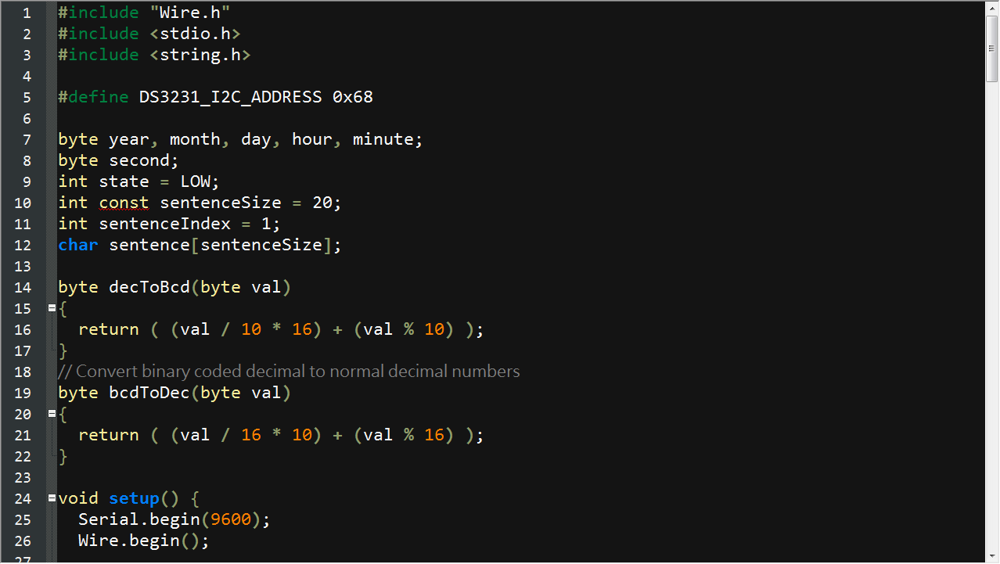 1 #include "Wire.h"
2 #include <stdio.h>
3 #include <string.h>
4
5 #define DS3231_I2C_ADDRESS 0x68
6
7 byte year, month, day, hour, minute;
8 byte second;
9 int state = LOW;
10 int const sentenceSize = 20;
11 int sentenceIndex = 1;
12 char sentence[sentenceSize];
13
14 byte decToBcd(byte val)
15 {
16   return ( (val / 10 * 16) + (val % 10) );
17 }
18 // Convert binary coded decimal to normal decimal numbers
19 byte bcdToDec(byte val)
20 {
21   return ( (val / 16 * 10) + (val % 16) );
22 }
23
24 void setup() {
25   Serial.begin(9600);
26   Wire.begin();
27